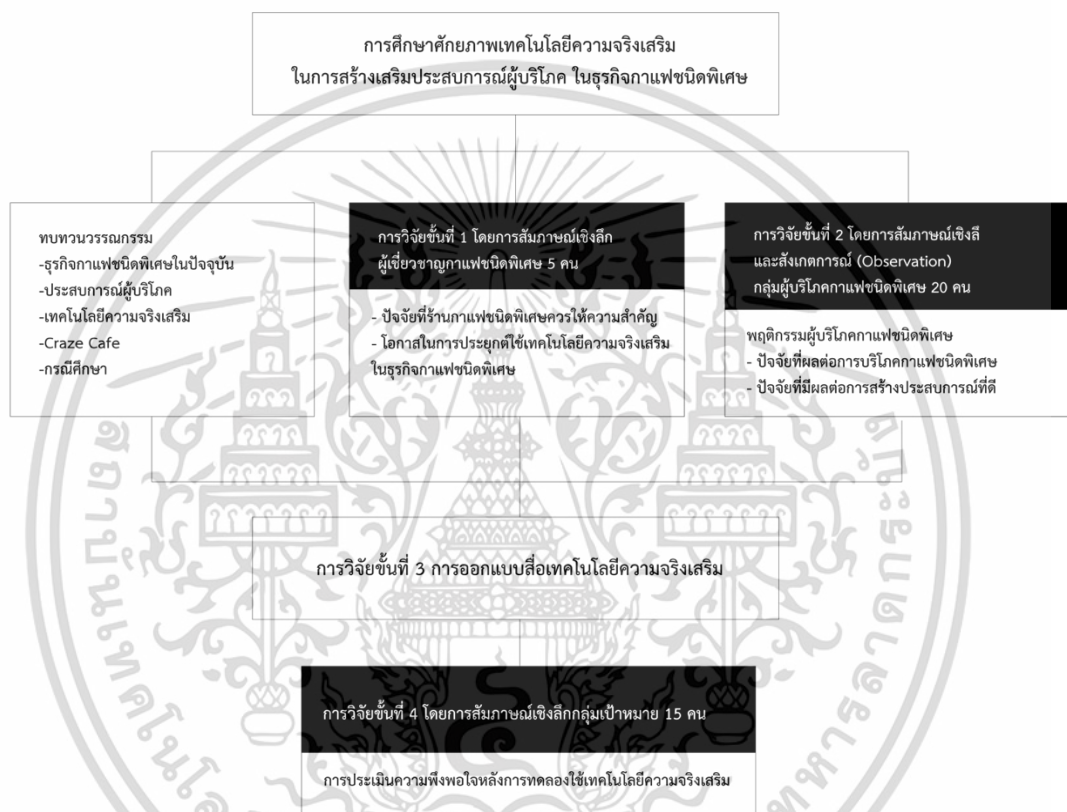 การศึกษาศักยภาพเทคโนโลยีความจริงเสริม
ในการสร้างเสริมประสบการณ์ผู้บริโภค ในธุรกิจกาแฟชนิดพิเศษ
ทบทวนวรรณกรรม
-ธุรกิจกาแฟชนิดพิเศษในปัจจุบัน
-ประสบการณ์ผู้บริโภค
-เทคโนโลยีความจริงเสริม
-Craze Cafe
-กรณีศึกษา
การวิจัยขั้นที่ 1 โดยการสัมภาษณ์เชิงลึก
ผู้เชี่ยวชาญกาแฟชนิดพิเศษ 5 คน
- ปัจจัยที่ร้านกาแฟชนิดพิเศษควรให้ความสำคัญ
- โอกาสในการประยุกต์ใช้เทคโนโลยีความจริงเสริม
ในธุรกิจกาแฟชนิดพิเศษ
การวิจัยขั้นที่ 2 โดยการสัมภาษณ์เชิงลึ
และสังเกตการณ์ (Observation)
กลุ่มผู้บริโภคกาแฟชนิดพิเศษ 20 คน
พฤติกรรมผู้บริโภคกาแฟชนิดพิเศษ
- ปัจจัยที่ผลต่อการบริโภคกาแฟชนิดพิเศษ
- ปัจจัยที่มีผลต่อการสร้างประสบการณ์ที่ดี
การวิจัยขั้นที่ 3 การออกแบบสื่อเทคโนโลยีความจริงเสริม
การวิจัยขั้นที่ 4 โดยการสัมภาษณ์เชิงลึกกลุ่มเป้าหมาย 15 คน
การประเมินความพึงพอใจหลังการทดลองใช้เทคโนโลยีความจริงเสริม